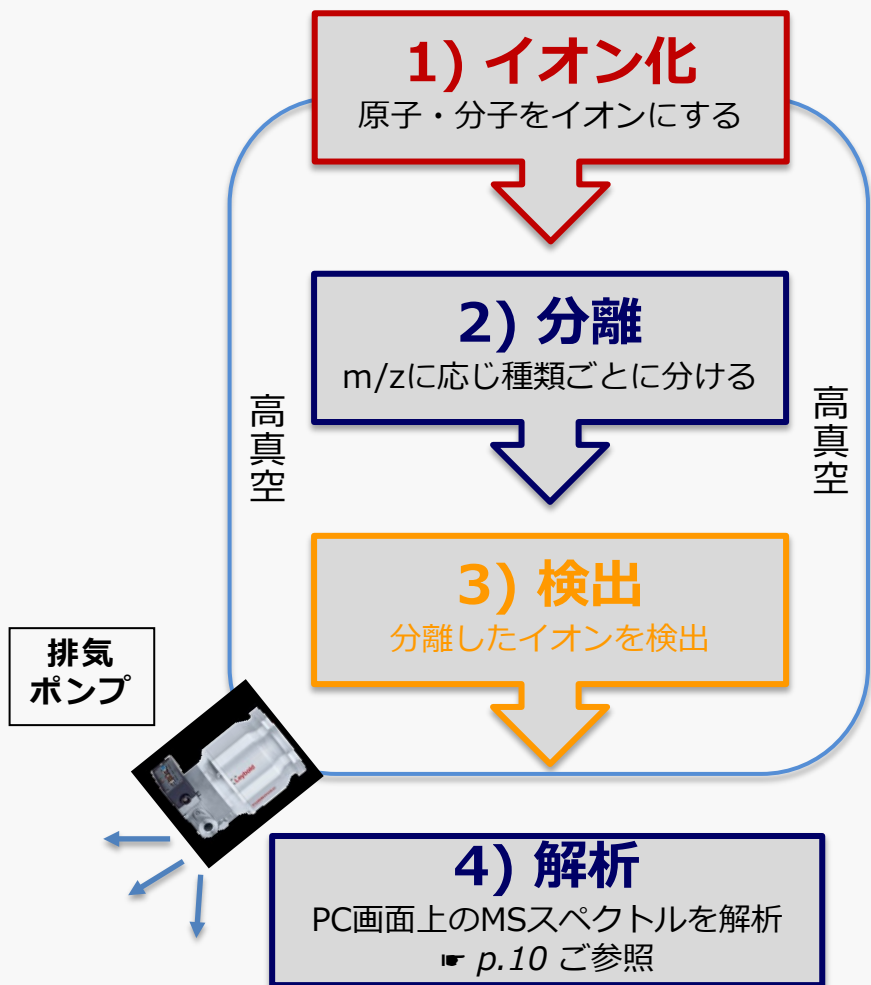 1) イオン化
原子・分子をイオンにする
2) 分離
m/zに応じ種類ごとに分ける
高真空
高真空
3) 検出
分離したイオンを検出
排気
ポンプ
4) 解析
PC画面上のMSスペクトルを解析
☛ p.10 ご参照